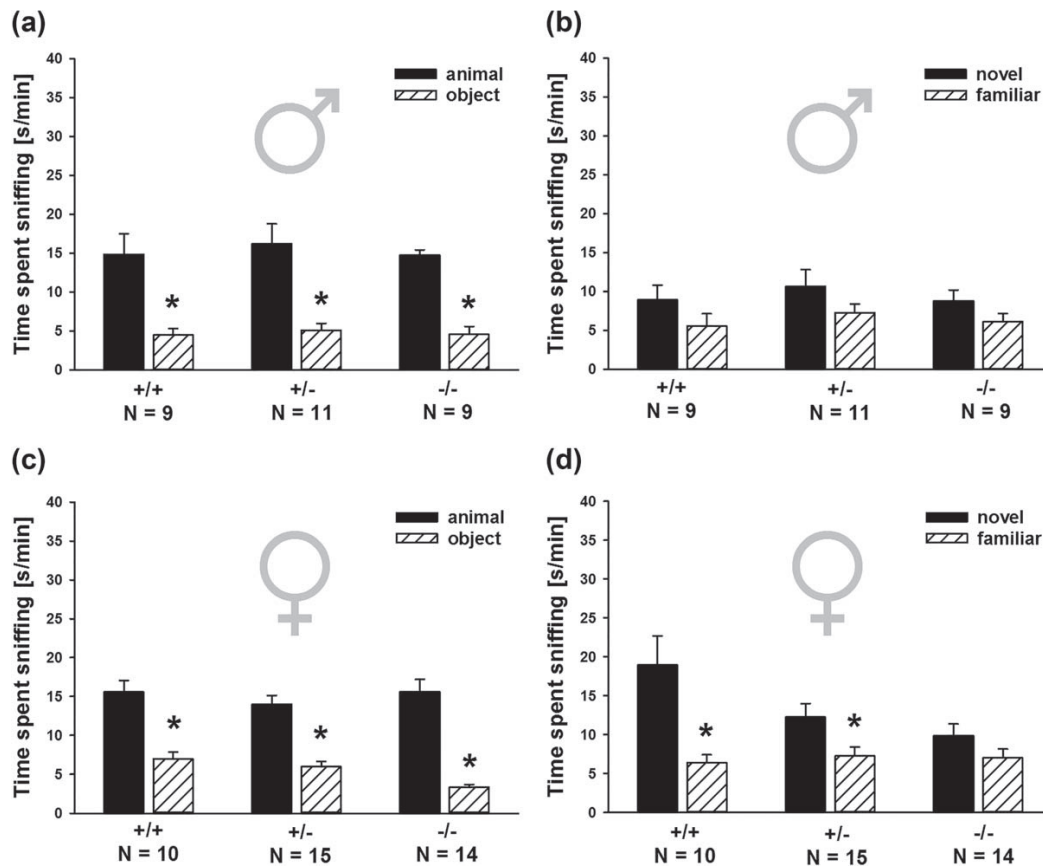 (a)
Time spent sniffing [s/min]
40
35
30
25
20
15
10
5
0
animal
object
*
*
*
+/+
+/-
-/-
N = 9
N = 11
N = 9
(b)
Time spent sniffing [s/min]
40
35
30
25
20
15
10
5
0
novel
familiar
+/+
+/-
-/-
N = 9
N = 11
N = 9
(c)
Time spent sniffing [s/min]
40
35
30
25
20
15
10
5
0
animal
object
*
*
*
+/+
+/-
-/-
N = 10
N = 15
N = 14
(d)
Time spent sniffing [s/min]
40
35
30
25
20
15
10
5
0
novel
familiar
*
*
+/+
+/-
-/-
N = 10
N = 15
N = 14